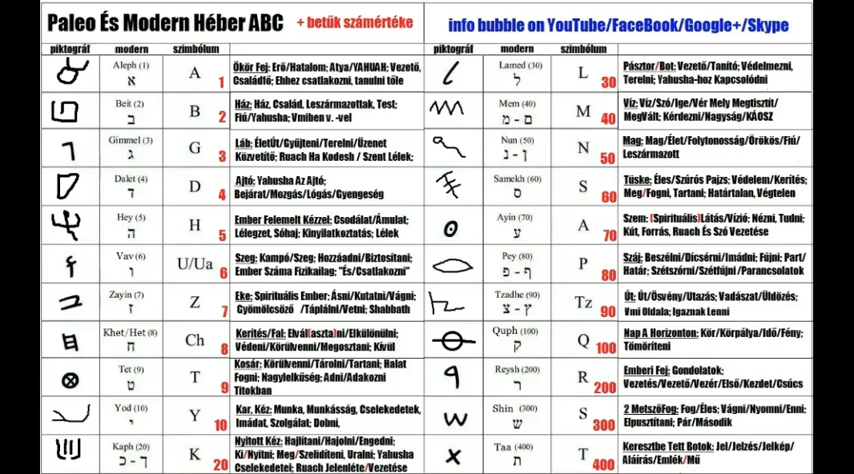 Paleo És Modern Héber ABC + betűk számértéke
info bubble on YouTube/FaceBook/Google+/Skype
piktográf modern szimbólum
Aleph (1)
א
A
1
Ökör Fej: Erő/Hatalom; Atya/YAHUAH; Vezető,
Családfő; Ehhez csatlakozni, tanulni tőle
Beit (2)
ב
B
2
Ház: Ház, Család, Leszármazottak, Test;
Fiú/Yahusha; Vmiben v. -vel
Gimmel (3)
ג
G
3
Láb: ÉletÚt/Gyűjteni/Terelni/Üzenet
Közvetítő; Ruach Ha Kodesh / Szent Lélek;
Dalet (4)
ד
D
4
Ajtó; Yahusha Az Ajtó;
Bejárat/Mozgás/Lógás/Gyengeség
Hey (5)
ה
H
5
Ember Felemelt Kézzel; Csodálat/Ámulat;
Lélegzet, Sóhaj; Kinyilatkoztatás; Lélek
Vav (6)
ו
U/Ua
6
Szeg; Kampó/Szeg; Hozzáadni/Biztosítani;
Ember Száma Fizikailag; "És/Csatlakozni"
Zayin (7)
ז
Z
7
Eke; Spirituális Ember; Ásni/Kutatni/Vágni;
Gyömölcsöző /Táplálni/Vetni; Shabbath
Khet/Het (8)
ח
Ch
8
Kerítés/Fal; Elvál(aszta)ni/Elkülönülni;
Védeni/Körülvenni/Megosztani; Kívül
Tet (9)
ט
T
9
Kosár; Körülvenni/Tárolni/Tartani; Halat
Fogni; Nagylelkűség; Adni/Adakozni
Titokban
Yod (10)
י
Y
10
Kar, Kéz; Munka, Munkásság, Cselekedetek,
Imádat, Szolgálat; Dobni,
Kaph (20)
ך - כ
K
20
Nyitott Kéz; Hajlítani/Hajolni/Engedni;
Ki/Nyitni; Meg/Szelídíteni, Uralni; Yahusha
Cselekedetei; Ruach Jelenléte/Vezetése
piktográf modern szimbólum
Lamed (30)
ל
L
30
Pásztor/Bot; Vezető/Tanító; Védelmezni,
Terelni; Yahusha-hoz Kapcsolódni
Mem (40)
ם - מ
M
40
Víz; Víz/Szó/Ige/Vér Mely Megtisztít/
MegVált; Kérdezni/Nagyság/KÁOSZ
Nun (50)
ן - נ
N
50
Mag; Mag/Élet/Folytonosság/Örökös/Fiú/
Leszármazott
Samekh (60)
ס
S
60
Tüske; Éles/Szúrós Pajzs; Védelem/Kerítés;
Meg/Fogni, Tartani; Határtalan, Végtelen
Ayin (70)
ע
A
70
Szem; (Spirituális)Látás/Vízió; Nézni, Tudni;
Kút, Forrás, Ruach És Szó Vezetése
Pey (80)
ף - פ
P
80
Száj; Beszélni/Dicsérni/Imádni; Fújni; Part/
Határ; Szétszórni/Szétfújni/Parancsolatok
Tzadhe (90)
ץ - צ
Tz
90
Út; Út/Ösvény/Utazás; Vadászat/Üldözés;
Vmi Oldala; Igaznak Lenni
Quph (100)
ק
Q
100
Nap A Horizonton; Kör/Körpálya/Idő/Fény;
Tömöríteni
Reysh (200)
ר
R
200
Emberi Fej; Gondolatok;
Vezetés/Vezető/Vezér/Első/Kezdet/Csúcs
Shin (300)
ש
S
300
2 MetszőFog; Fog/Éles; Vágni/Nyomni/Enni;
Elpusztítani; Pár/Második
Taa (400)
ת
T
400
Keresztbe Tett Botok; Jel/Jelzés/Jelkép/
Aláírás/Emlék/Mű